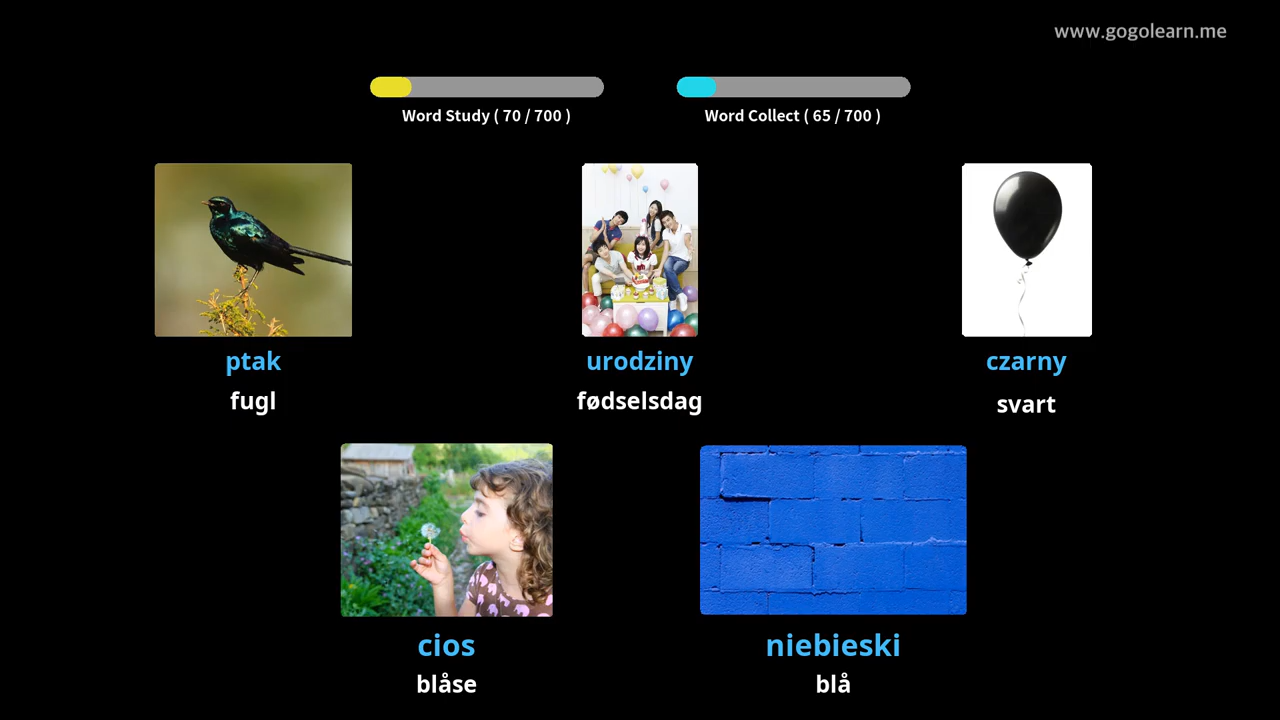 www.gogolearn.me
Word Study ( 70 / 700 )
Word Collect ( 65 / 700 )
ptak
urodziny
czarny
fugl
fødselsdag
svart
cios
niebieski
blåse
blå